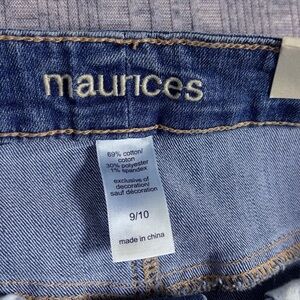 maurices
69% cotton/
coton
30% polyester
1% spandex
exclusive of
decoration/
sauf décoration
9/10
made in china